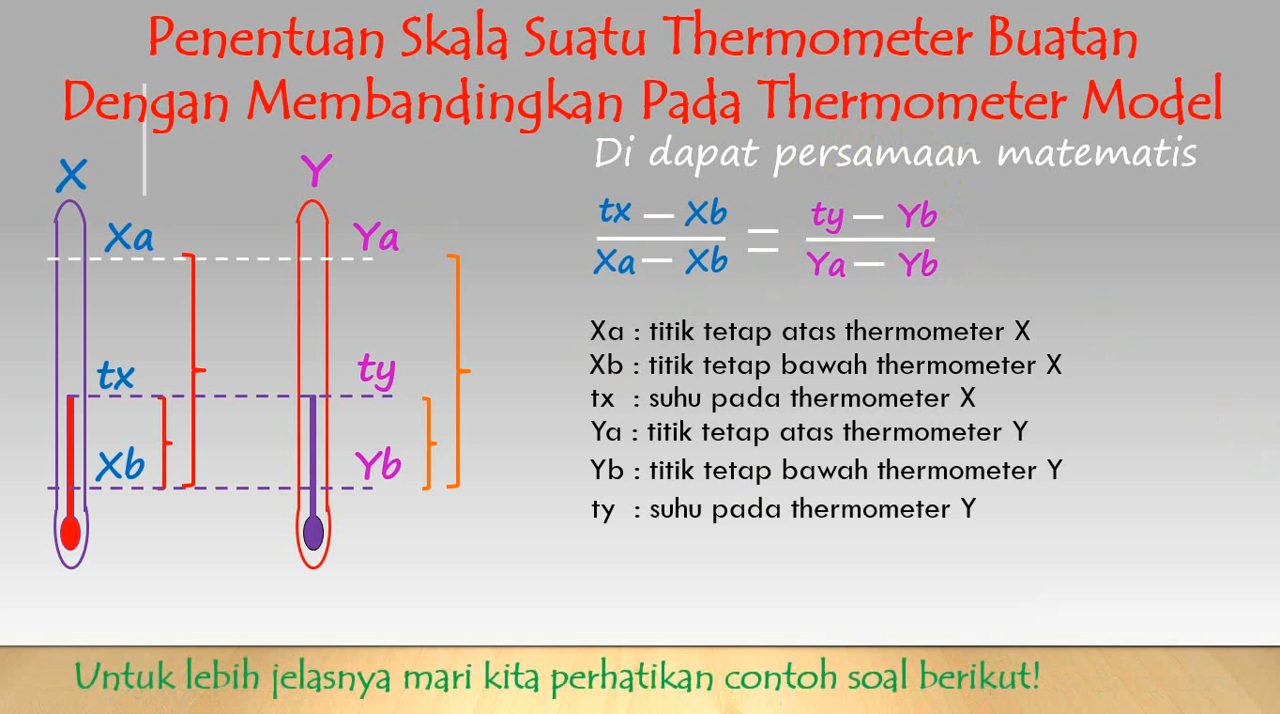 Penentuan Skala Suatu Thermometer Buatan
Dengan Membandingkan Pada Thermometer Model
X
Y
Xa
Ya
tx
ty
Xb
Yb
Di dapat persamaan matematis
tx — Xb
Xa — Xb
=
ty — Yb
Ya — Yb
Xa : titik tetap atas thermometer X
Xb : titik tetap bawah thermometer X
tx : suhu pada thermometer X
Ya : titik tetap atas thermometer Y
Yb : titik tetap bawah thermometer Y
ty : suhu pada thermometer Y
Untuk lebih jelasnya mari kita perhatikan contoh soal berikut!